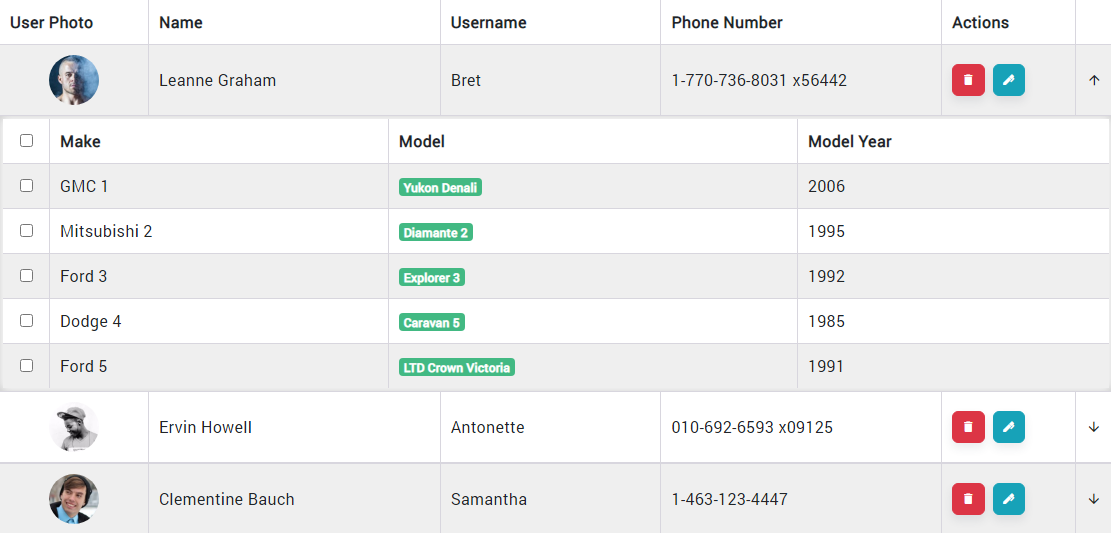 User Photo Name Username Phone Number Actions
Leanne Graham Bret 1-770-736-8031 x56442
Make Model Model Year
GMC 1 Yukon Denali 2006
Mitsubishi 2 Diamante 2 1995
Ford 3 Explorer 3 1992
Dodge 4 Caravan 5 1985
Ford 5 LTD Crown Victoria 1991
Ervin Howell Antonette 010-692-6593 x09125
Clementine Bauch Samantha 1-463-123-4447